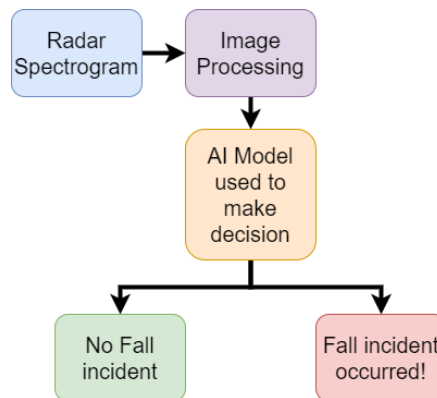 Radar
Spectrogram
Image
Processing
AI Model
used to
make
decision
No Fall
incident
Fall incident
occurred!